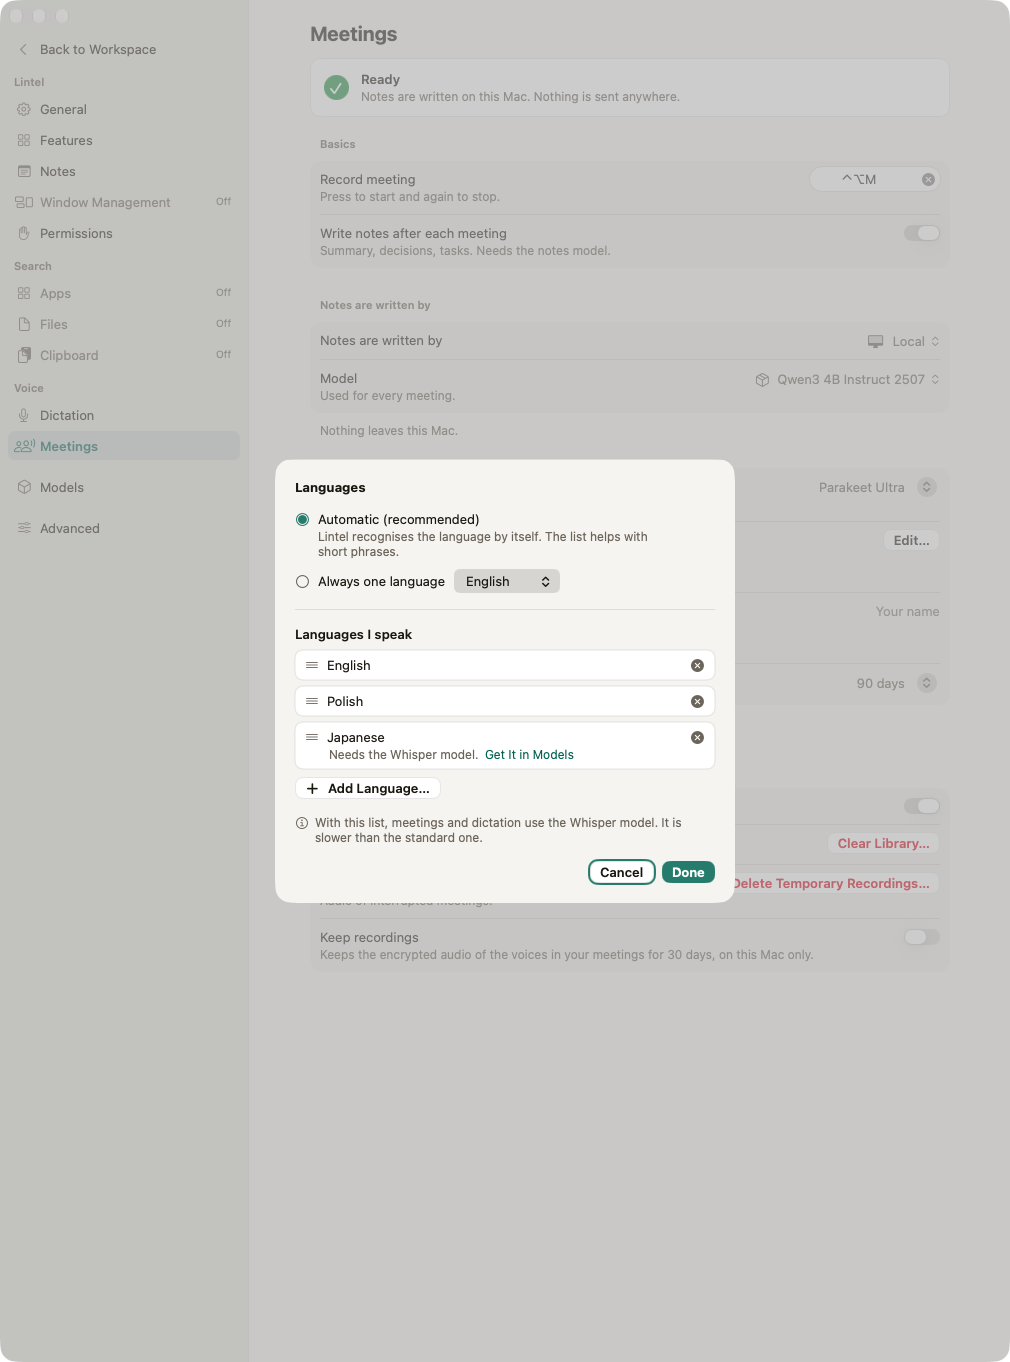 Back to Workspace
Lintel
General
Features
Notes
Window Management Off
Permissions
Search
Apps Off
Files Off
Clipboard Off
Voice
Dictation
Meetings
Models
Advanced
Meetings
Ready
Notes are written on this Mac. Nothing is sent anywhere.
Basics
Record meeting ⌃⌥M
Press to start and again to stop.
Write notes after each meeting
Summary, decisions, tasks. Needs the notes model.
Notes are written by
Notes are written by Local
Model Qwen3 4B Instruct 2507
Used for every meeting.
Nothing leaves this Mac.
Parakeet Ultra
Edit...
Your name
90 days
Languages
Automatic (recommended)
Lintel recognises the language by itself. The list helps with
short phrases.
Always one language English
Languages I speak
English
Polish
Japanese
Needs the Whisper model. Get It in Models
Add Language...
With this list, meetings and dictation use the Whisper model. It is
slower than the standard one.
Cancel Done
Clear Library...
Delete Temporary Recordings...
Audio of interrupted meetings.
Keep recordings
Keeps the encrypted audio of the voices in your meetings for 30 days, on this Mac only.